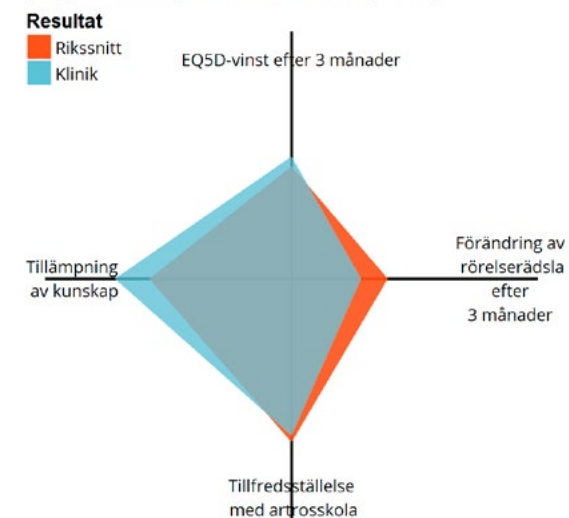 Resultat
Rikssnitt
Klinik
EQ5D-vinst efter 3 månader
Förändring av
rörelserädsla
efter
3 månader
Tillämpning
av kunskap
Tillfredsställelse
med artrosskola